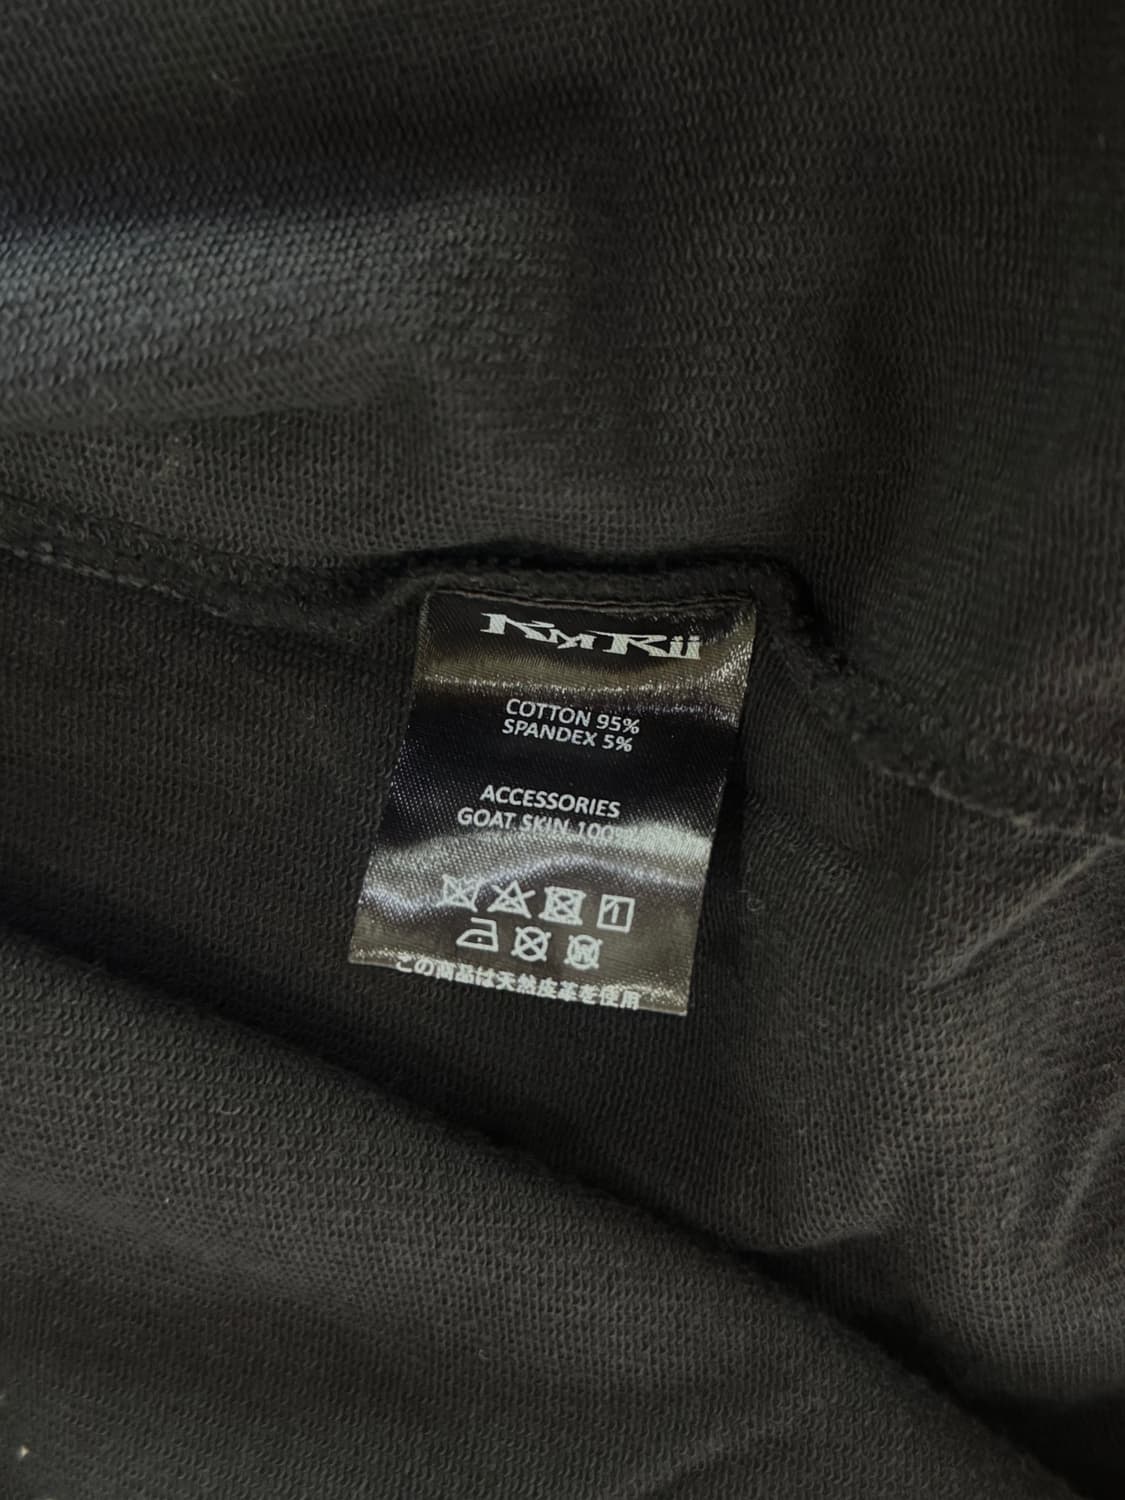 KMRii
COTTON 95%
SPANDEX 5%
ACCESSORIES
GOAT SKIN 100%
この商品は天然皮革を使用